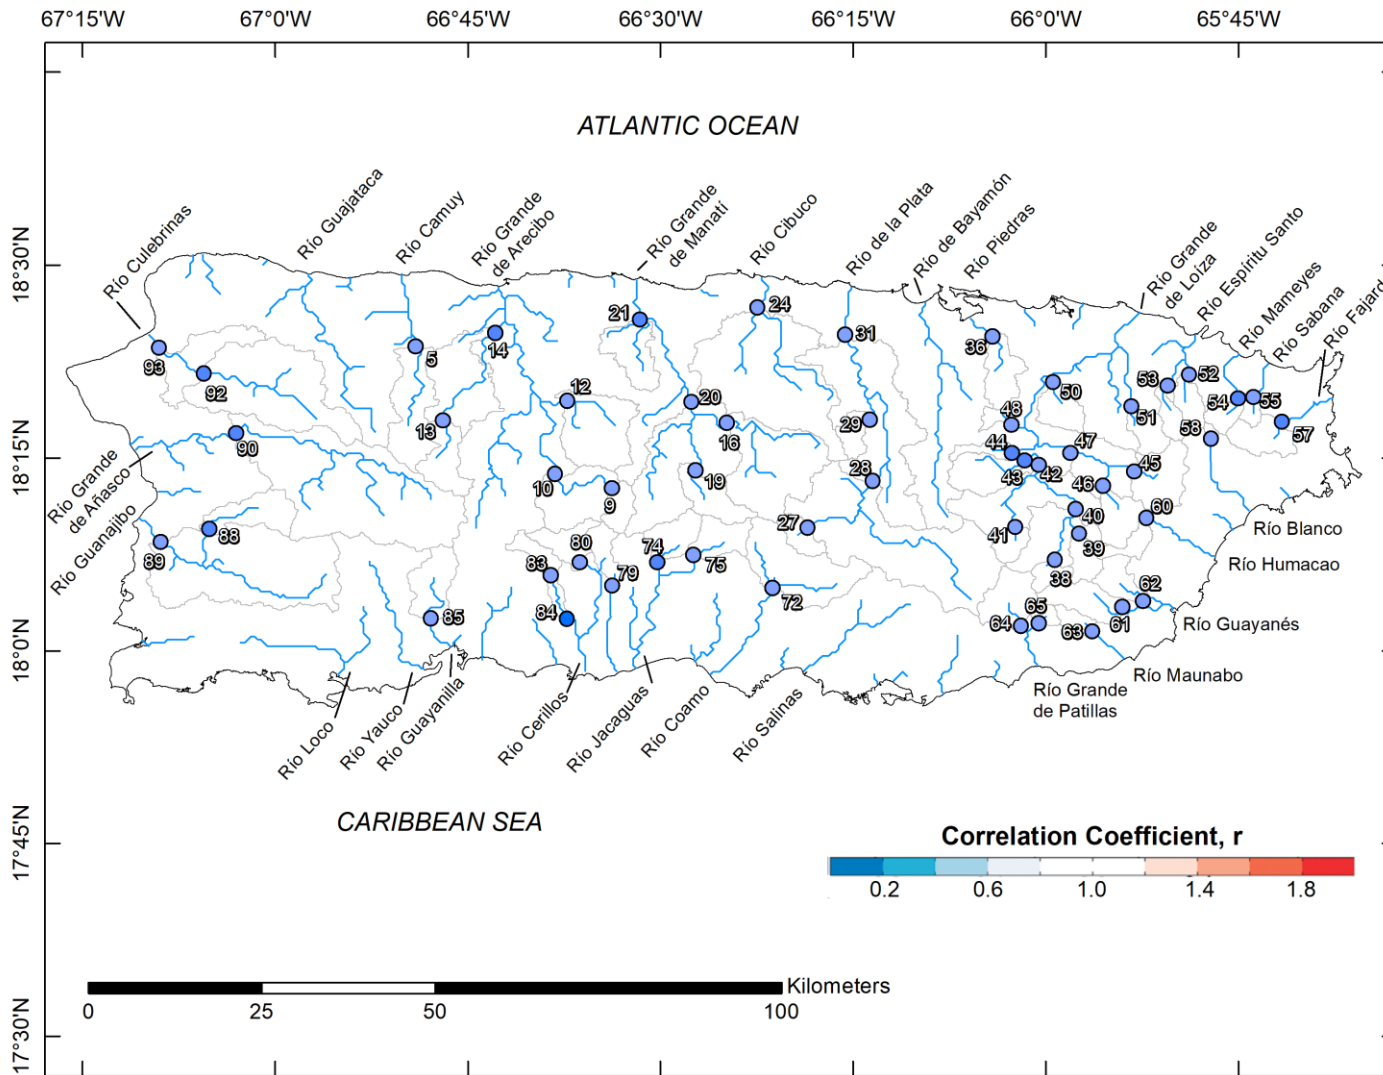 67°15'W 67°0'W 66°45'W 66°30'W 66°15'W 66°0'W 65°45'W
ATLANTIC OCEAN
Río Culebrinas
Río Guajataca
Río Camuy
Río Grande
de Arecibo
Río Grande
de Manatí
Río Cibuco
Río de la Plata
Río de Bayamón
Río Piedras
Río Grande
de Loíza
Río Espíritu Santo
Río Mameyes
Río Sabana
Río Fajard
18°30'N
18°15'N
18°0'N
17°45'N
17°30'N
93
92
90
5
14
13
21
12
20
16
24
31
29
28
36
50
48
44
43
42
47
46
45
51
53
52
54
55
57
58
10
9
19
27
41
40
39
38
60
88
89
80
83
84
79
74
75
72
85
65
64
63
61
62
Río Grande
de Añasco
Río Guanajibo
Río Blanco
Río Humacao
Río Guayanés
Río Maunabo
Río Grande
de Patillas
Río Loco
Río Yauco
Río Guayanilla
Río Cerillos
Río Jacaguas
Río Coamo
Río Salinas
CARIBBEAN SEA
Correlation Coefficient, r
0.2 0.6 1.0 1.4 1.8
Kilometers
0 25 50 100